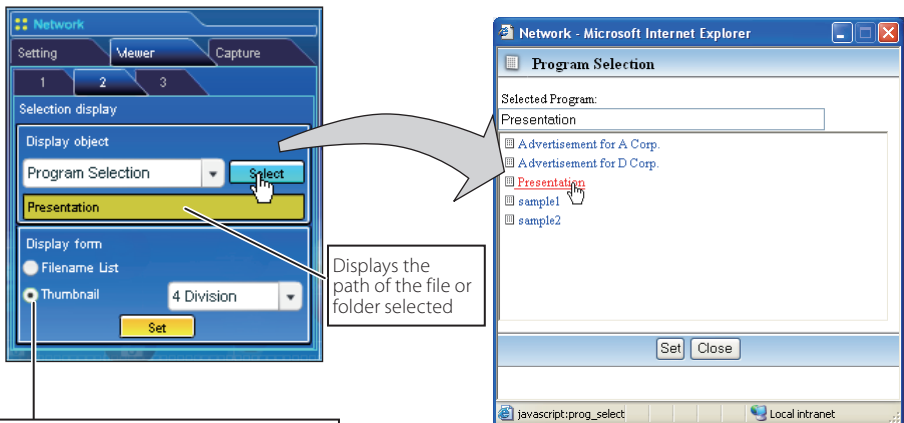 Network
Setting Viewer Capture
1 2 3
Selection display
Display object
Program Selection Select
Presentation
Display form
Filename List
Thumbnail 4 Division
Set
Displays the
path of the file or
folder selected
Network - Microsoft Internet Explorer
Program Selection
Selected Program:
Presentation
Advertisement for A Corp.
Advertisement for D Corp.
Presentation
sample1
sample2
Set Close
javascript:prog_select Local intranet